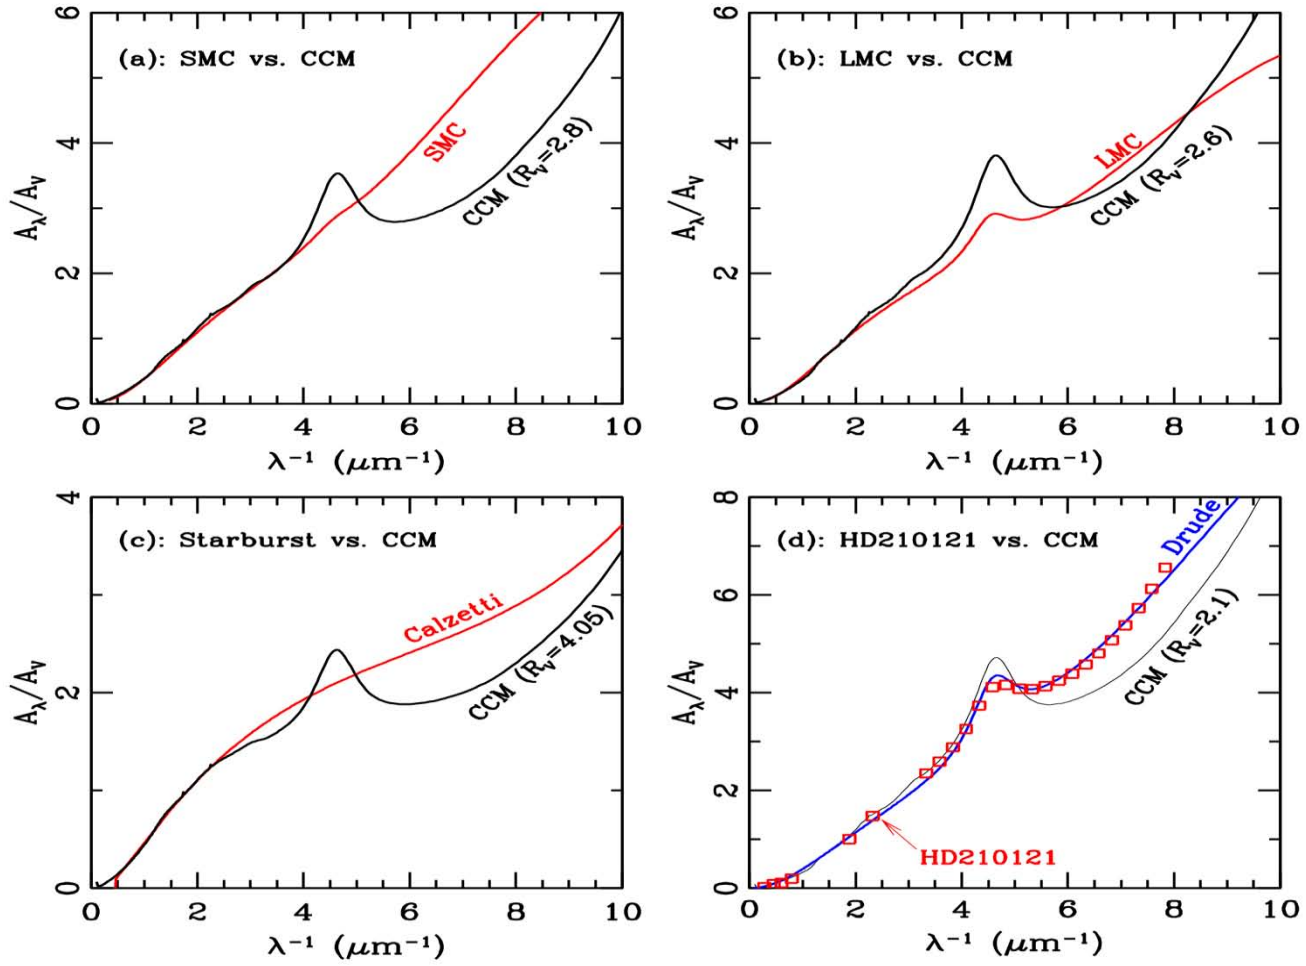 (a): SMC vs. CCM
6
4
2
0
Aλ/AV
SMC
CCM (RV=2.8)
0 2 4 6 8 10
λ⁻¹ (μm⁻¹)
(b): LMC vs. CCM
6
4
2
0
Aλ/AV
LMC
CCM (RV=2.6)
0 2 4 6 8 10
λ⁻¹ (μm⁻¹)
(c): Starburst vs. CCM
4
2
0
Aλ/AV
Calzetti
CCM (RV=4.05)
0 2 4 6 8 10
λ⁻¹ (μm⁻¹)
(d): HD210121 vs. CCM
8
6
4
2
0
Aλ/AV
Drude
CCM (RV=2.1)
HD210121
0 2 4 6 8 10
λ⁻¹ (μm⁻¹)